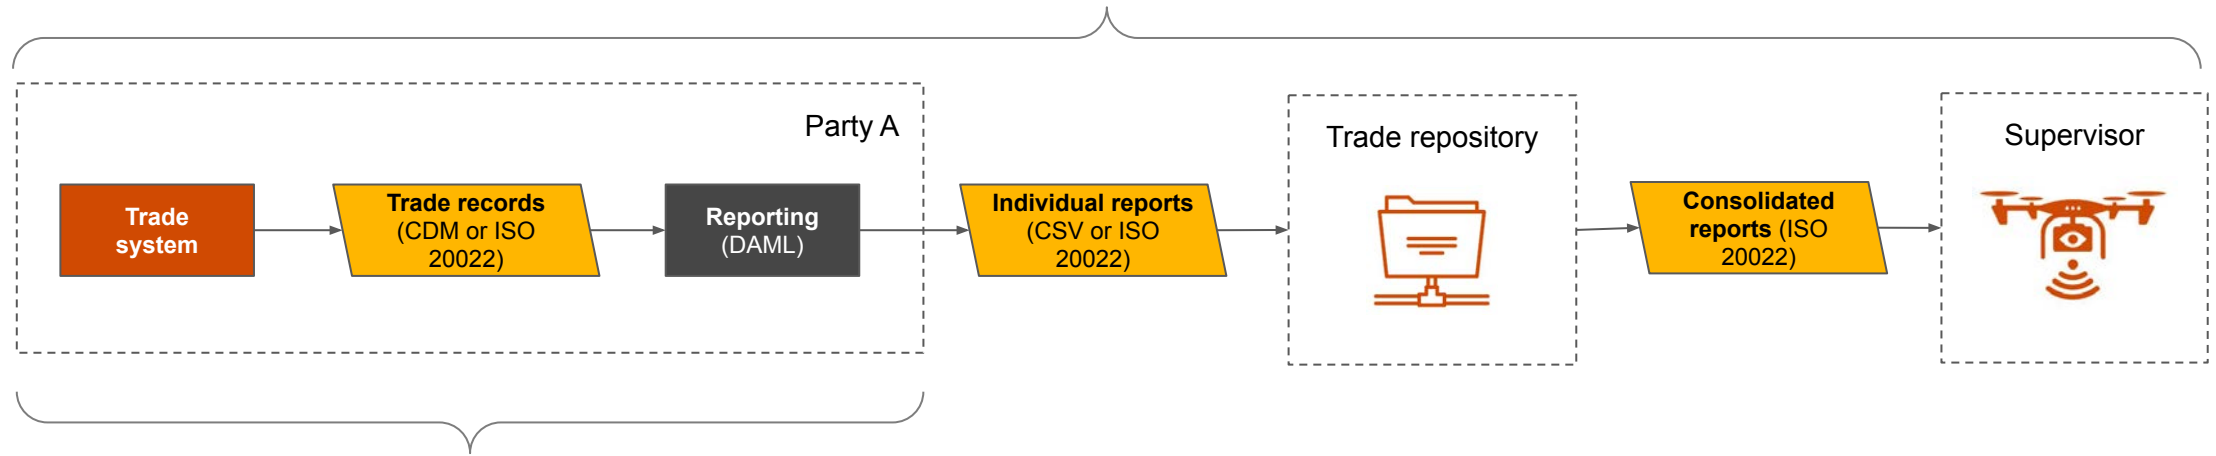 Party A
Trade
system
Trade records
(CDM or ISO
20022)
Reporting
(DAML)
Individual reports
(CSV or ISO
20022)
Trade repository
Consolidated
reports (ISO
20022)
Supervisor